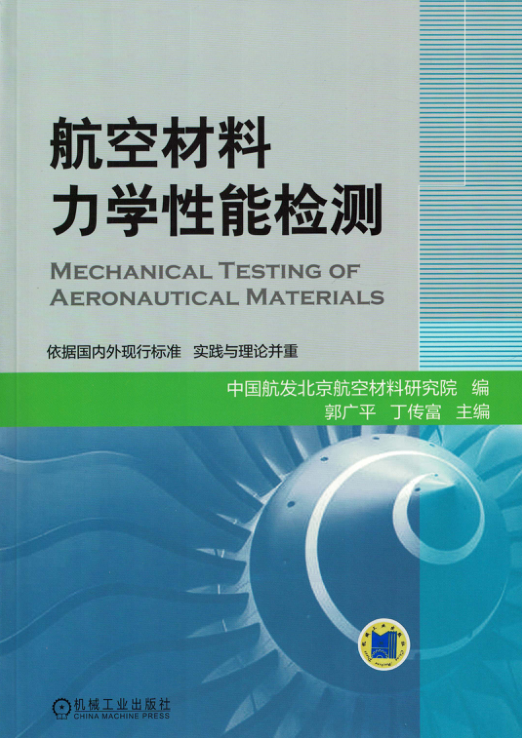 航空材料
力学性能检测
MECHANICAL TESTING OF
AERONAUTICAL MATERIALS
依据国内外现行标准 实践与理论并重
中国航发北京航空材料研究院 编
郭广平 丁传富 主编
机械工业出版社
CHINA MACHINE PRESS